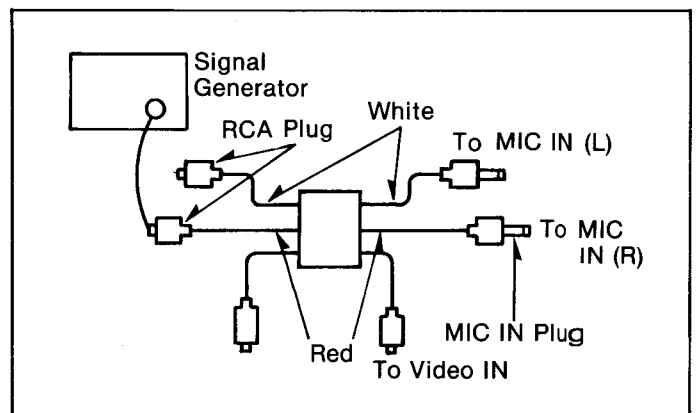 Signal
Generator
White
RCA Plug
To MIC IN (L)
To MIC
IN (R)
MIC IN Plug
Red
To Video IN